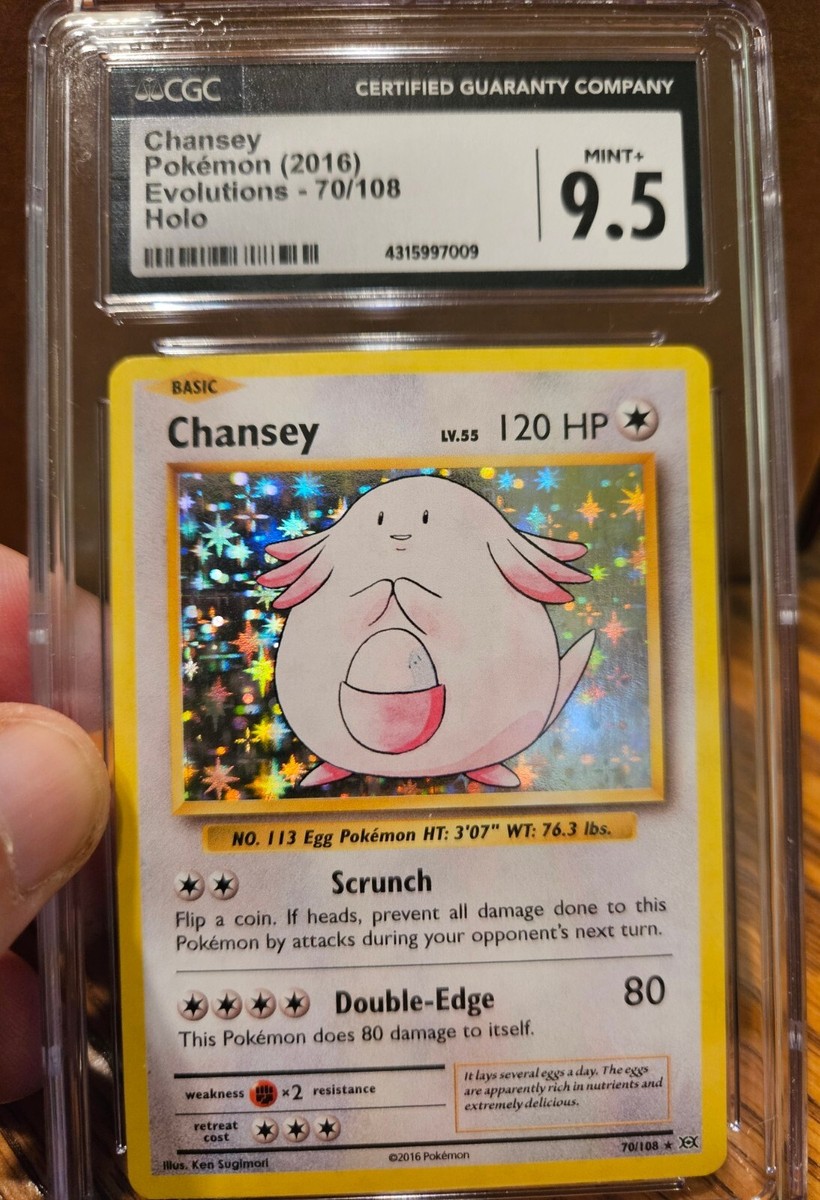 CGC CERTIFIED GUARANTY COMPANY
Chansey
Pokémon (2016)
Evolutions - 70/108
Holo
MINT+
9.5
4315997009
BASIC
Chansey LV.55 120 HP
NO. 113 Egg Pokémon HT: 3'07" WT: 76.3 lbs.
Scrunch
Flip a coin. If heads, prevent all damage done to this
Pokémon by attacks during your opponent's next turn.
Double-Edge 80
This Pokémon does 80 damage to itself.
weakness ×2 resistance
retreat
cost
It lays several eggs a day. The eggs
are apparently rich in nutrients and
extremely delicious.
70/108 ★
Illus. Ken Sugimori ©2016 Pokémon